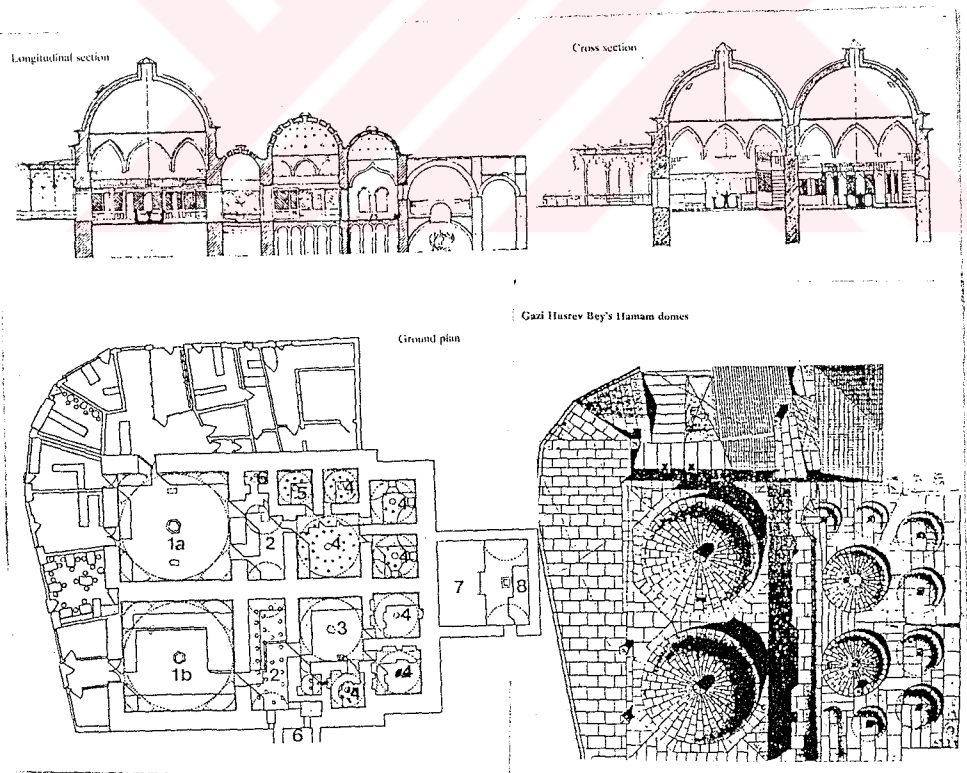 Longitudinal section
Cross section
Ground plan
Gazi Husrev Bey's Hamam domes
6 5 4
4
1a 2 4
4
7 8
3 4
1b 2 4
4
6